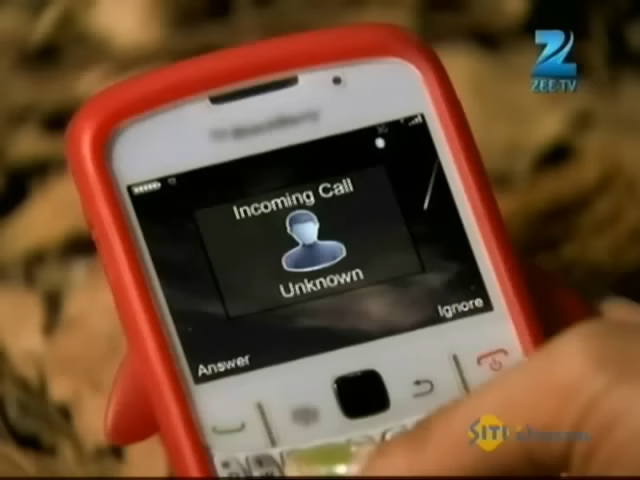 ZEE TV
Incoming Call
Unknown
Answer
Ignore
SITI